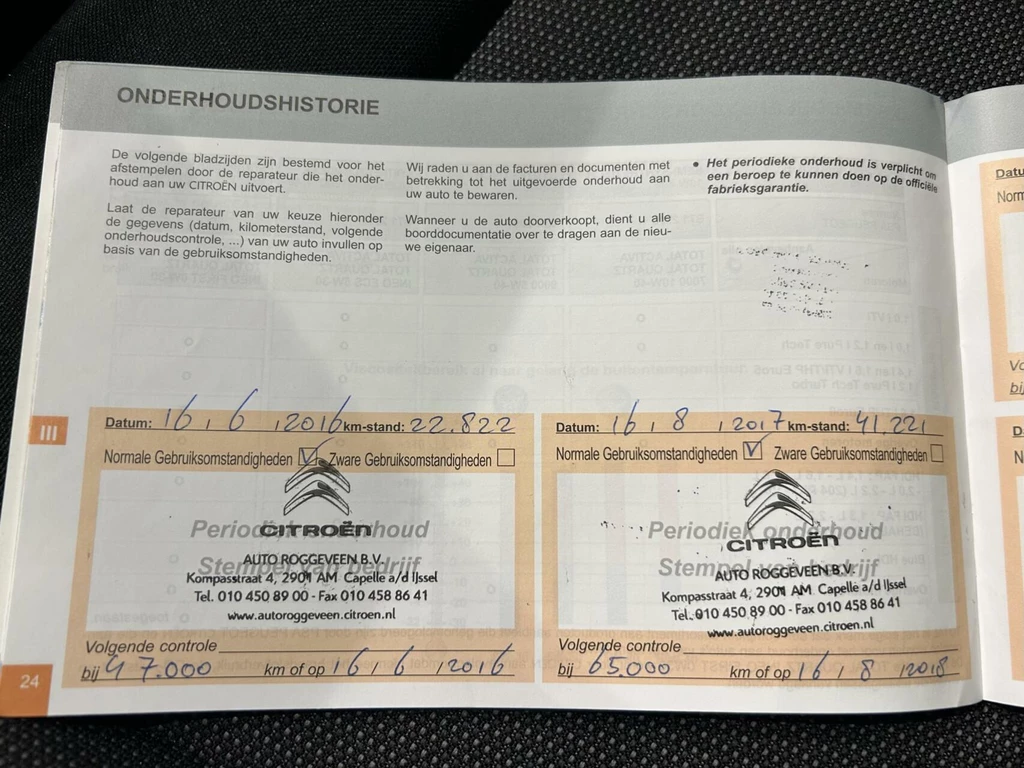 ONDERHOUDSHISTORIE
De volgende bladzijden zijn bestemd voor het
afstempelen door de reparateur die het onder-
houd aan uw CITROËN uitvoert.
Laat de reparateur van uw keuze hieronder
de gegevens (datum, kilometerstand, volgende
onderhoudscontrole, ...) van uw auto invullen op
basis van de gebruiksomstandigheden.
Wij raden u aan de facturen en documenten met
betrekking tot het uitgevoerde onderhoud aan
uw auto te bewaren.
Wanneer u de auto doorverkoopt, dient u alle
boorddocumentatie over te dragen aan de nieu-
we eigenaar.
• Het periodieke onderhoud is verplicht om
een beroep te kunnen doen op de officiële
fabrieksgarantie.
III
Datum: 16 / 6 / 2016 km-stand: 22.822
Normale Gebruiksomstandigheden Zware Gebruiksomstandigheden
Periodiek onderhoud
CITROËN
Stempel van bedrijf
AUTO ROGGEVEEN B.V.
Kompasstraat 4, 2901 AM Capelle a/d IJssel
Tel. 010 450 89 00 - Fax 010 458 86 41
www.autoroggeveen.citroen.nl
Volgende controle
bij 47.000 km of op 16 / 6 / 2016
Datum: 16 / 8 / 2017 km-stand: 41.221
Normale Gebruiksomstandigheden Zware Gebruiksomstandigheden
Periodiek onderhoud
CITROËN
Stempel van bedrijf
AUTO ROGGEVEEN B.V.
Kompasstraat 4, 2901 AM Capelle a/d IJssel
Tel. 010 450 89 00 - Fax 010 458 86 41
www.autoroggeveen.citroen.nl
Volgende controle
bij 65.000 km of op 16 / 8 / 2018
24